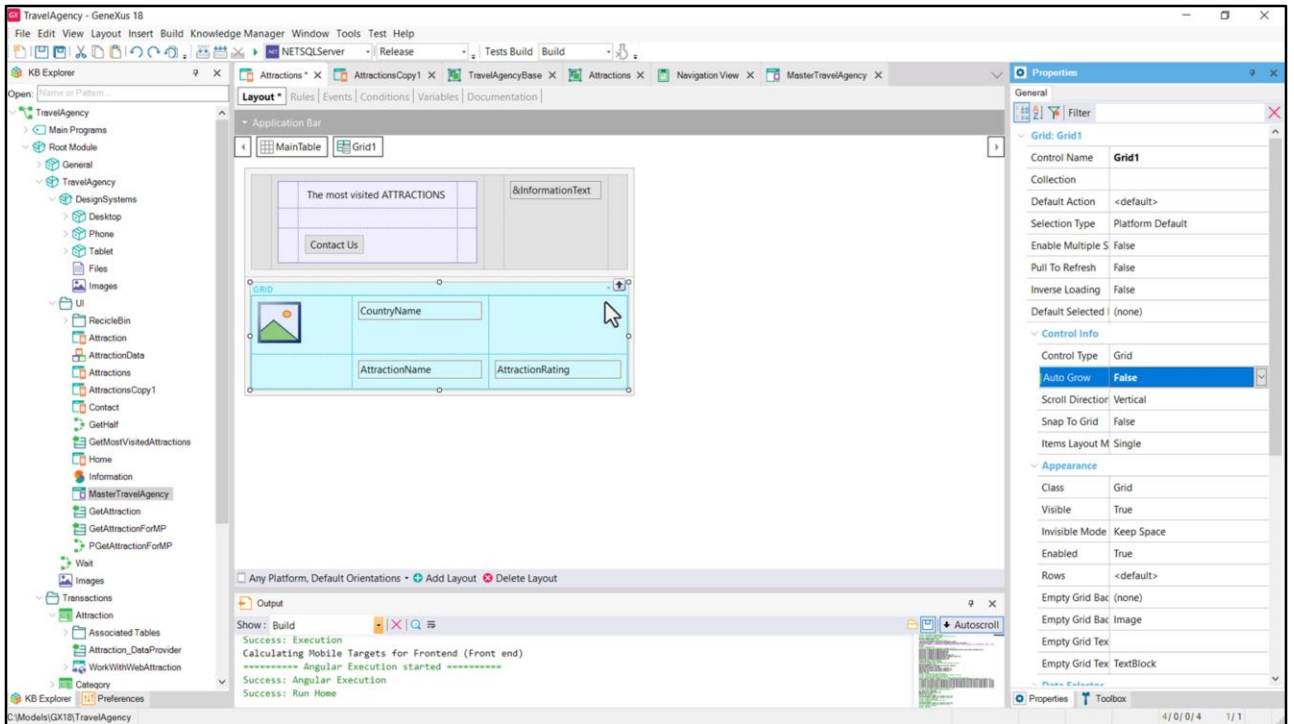 TravelAgency - GeneXus 18
File Edit View Layout Insert Build Knowledge Manager Window Tools Test Help
NETSQLServer Release Tests Build Build
KB Explorer
Open: Name or Pattern...
TravelAgency
Main Programs
Root Module
General
TravelAgency
DesignSystems
Desktop
Phone
Tablet
Files
Images
UI
RecicleBin
Attraction
AttractionData
Attractions
AttractionsCopy1
Contact
GetHalf
GetMostVisitedAttractions
Home
Information
MasterTravelAgency
GetAttraction
GetAttractionForMP
PGetAttractionForMP
Wait
Images
Transactions
Attraction
Associated Tables
Attraction_DataProvider
WorkWithWebAttraction
Category
KB Explorer Preferences
Attractions * X AttractionsCopy1 X TravelAgencyBase X Attractions X Navigation View X MasterTravelAgency X
Layout * Rules Events Conditions Variables Documentation
Application Bar
MainTable Grid1
The most visited ATTRACTIONS
&InformationText
Contact Us
GRID
CountryName
AttractionName AttractionRating
Any Platform, Default Orientations Add Layout Delete Layout
Output
Show: Build Autoscroll
Success: Execution
Calculating Mobile Targets for Frontend (Front end)
========== Angular Execution started ==========
Success: Angular Execution
Success: Run Home
Properties
General
Filter
Grid: Grid1
Control Name Grid1
Collection
Default Action <default>
Selection Type Platform Default
Enable Multiple S False
Pull To Refresh False
Inverse Loading False
Default Selected (none)
Control Info
Control Type Grid
Auto Grow False
Scroll Direction Vertical
Snap To Grid False
Items Layout M Single
Appearance
Class Grid
Visible True
Invisible Mode Keep Space
Enabled True
Rows <default>
Empty Grid Bac (none)
Empty Grid Bac Image
Empty Grid Tex
Empty Grid Tex TextBlock
Data Selector
Properties Toolbox
C:\Models\GX18\TravelAgency 4/0/0/4 1/1